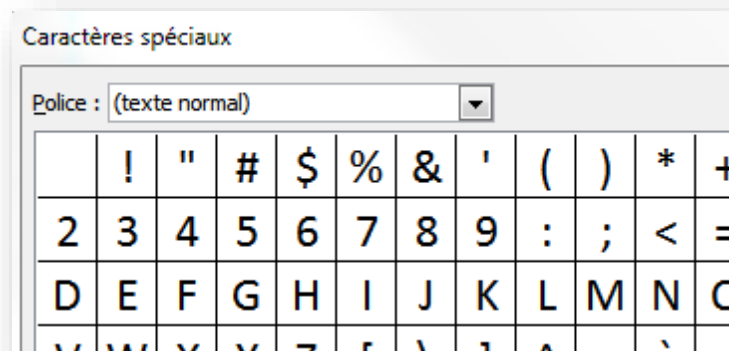 Caractères spéciaux
Police : (texte normal)
! " # $ % & ' ( ) * +
2 3 4 5 6 7 8 9 : ; < =
D E F G H I J K L M N
V W X Y Z [ \ ] ^ _ `